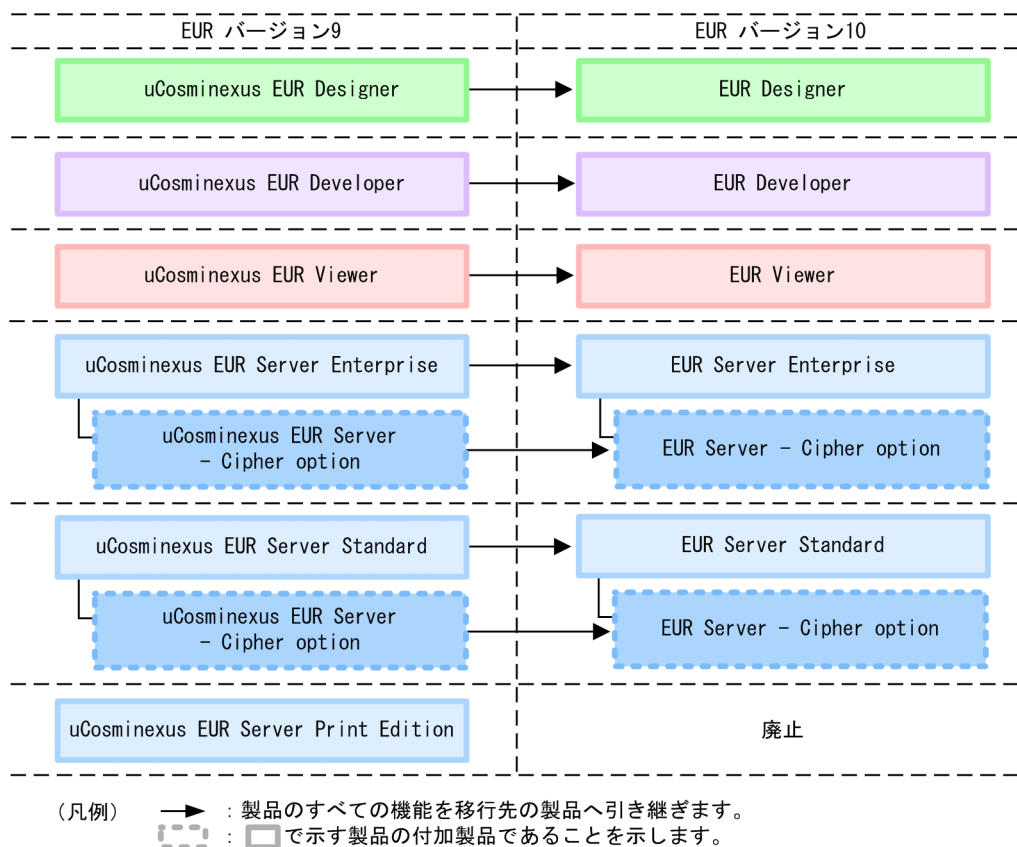 EUR バージョン9
EUR バージョン10
uCosminexus EUR Designer
EUR Designer
uCosminexus EUR Developer
EUR Developer
uCosminexus EUR Viewer
EUR Viewer
uCosminexus EUR Server Enterprise
EUR Server Enterprise
uCosminexus EUR Server
− Cipher option
EUR Server − Cipher option
uCosminexus EUR Server Standard
EUR Server Standard
uCosminexus EUR Server
− Cipher option
EUR Server − Cipher option
uCosminexus EUR Server Print Edition
廃止
(凡例)
:製品のすべての機能を移行先の製品へ引き継ぎます。
: で示す製品の付加製品であることを示します。